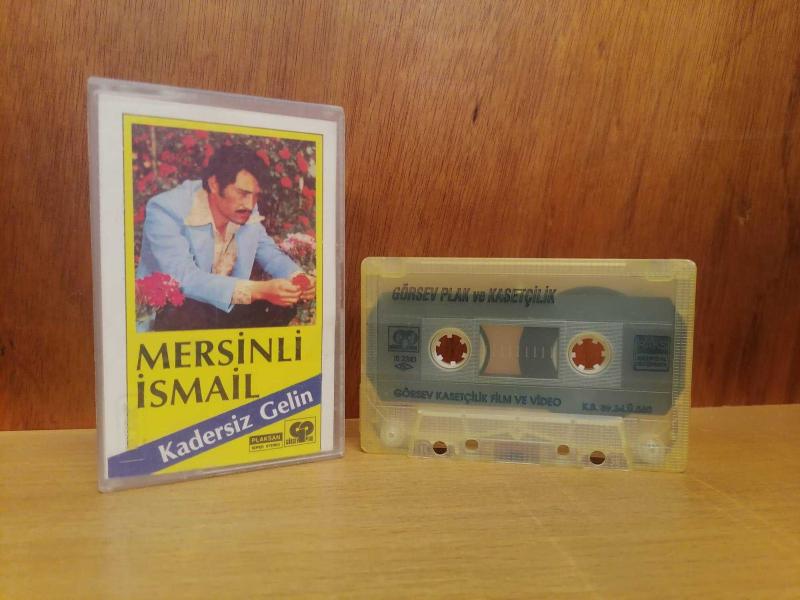 MERSİNLİ
İSMAİL
Kadersiz Gelin
PLAKSAN
GÖRSEV PLAK ve KASETÇİLİK
GÖRSEV KASETÇİLİK FİLM VE VİDEO